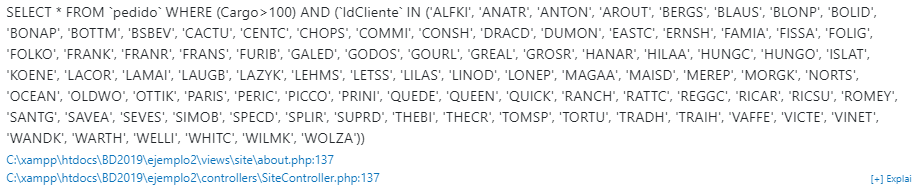 SELECT * FROM `pedido` WHERE (Cargo>100) AND (`IdCliente` IN ('ALFKI', 'ANATR', 'ANTON', 'AROUT', 'BERGS', 'BLAUS', 'BLONP', 'BOLID',
'BONAP', 'BOTTM', 'BSBEV', 'CACTU', 'CENTC', 'CHOPS', 'COMMI', 'CONSH', 'DRACD', 'DUMON', 'EASTC', 'ERNSH', 'FAMIA', 'FISSA', 'FOLIG',
'FOLKO', 'FRANK', 'FRANR', 'FRANS', 'FURIB', 'GALED', 'GODOS', 'GOURL', 'GREAL', 'GROSR', 'HANAR', 'HILAA', 'HUNGC', 'HUNGO', 'ISLAT',
'KOENE', 'LACOR', 'LAMAI', 'LAUGB', 'LAZYK', 'LEHMS', 'LETSS', 'LILAS', 'LINOD', 'LONEP', 'MAGAA', 'MAISD', 'MEREP', 'MORGK', 'NORTS',
'OCEAN', 'OLDWO', 'OTTIK', 'PARIS', 'PERIC', 'PICCO', 'PRINI', 'QUEDE', 'QUEEN', 'QUICK', 'RANCH', 'RATTC', 'REGGC', 'RICAR', 'RICSU', 'ROMEY',
'SANTG', 'SAVEA', 'SEVES', 'SIMOB', 'SPECD', 'SPLIR', 'SUPRD', 'THEBI', 'THECR', 'TOMSP', 'TORTU', 'TRADH', 'TRAIH', 'VAFFE', 'VICTE', 'VINET',
'WANDK', 'WARTH', 'WELLI', 'WHITC', 'WILMK', 'WOLZA'))
C:\xampp\htdocs\BD2019\ejemplo2\views\site\about.php:137
C:\xampp\htdocs\BD2019\ejemplo2\controllers\SiteController.php:137
[+] Explai